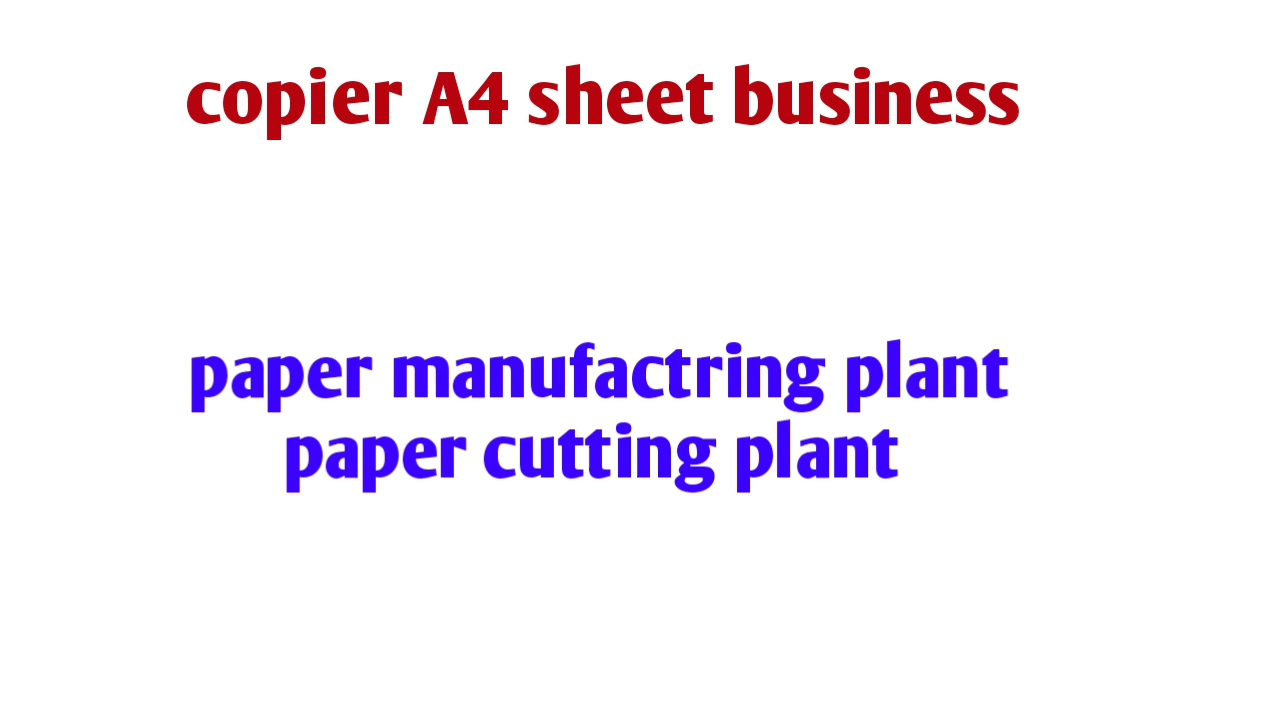 copier A4 sheet business
paper manufactring plant
paper cutting plant